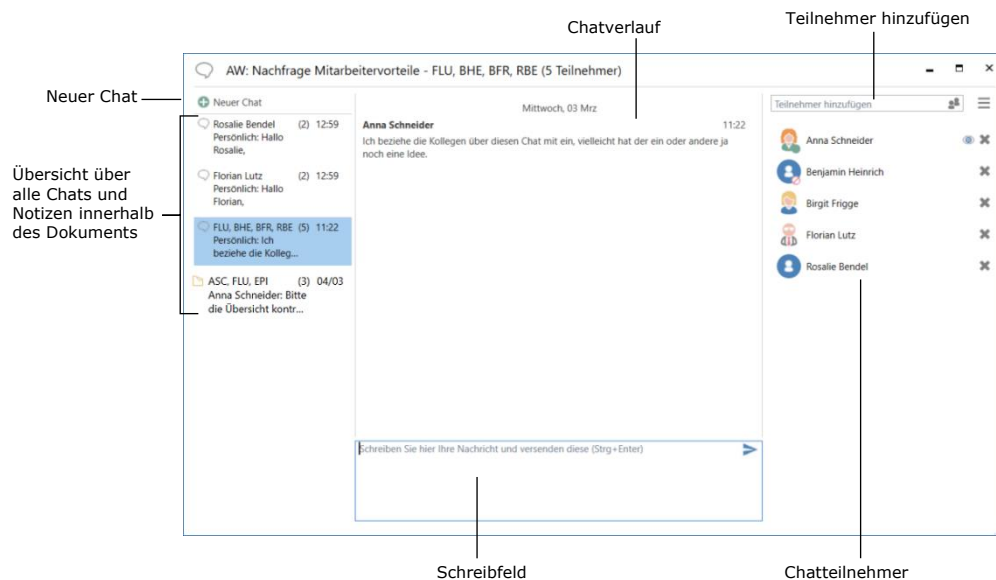 Chatverlauf
Teilnehmer hinzufügen
AW: Nachfrage Mitarbeitervorteile - FLU, BHE, BFR, RBE (5 Teilnehmer)
Neuer Chat
Neuer Chat
Übersicht über
alle Chats und
Notizen innerhalb
des Dokuments
Rosalie Bendel (2) 12:59
Persönlich: Hallo
Rosalie,
Florian Lutz (2) 12:59
Persönlich: Hallo
Florian,
FLU, BHE, BFR, RBE (5) 11:22
Persönlich: Ich
beziehe die Kolleg...
ASC, FLU, EPI (3) 04/03
Anna Schneider: Bitte
die Übersicht kontr...
Mittwoch, 03 Mrz
Anna Schneider 11:22
Ich beziehe die Kollegen über diesen Chat mit ein, vielleicht hat der ein oder andere ja
noch eine Idee.
Schreiben Sie hier Ihre Nachricht und versenden diese (Strg+Enter)
Teilnehmer hinzufügen
Anna Schneider
Benjamin Heinrich
Birgit Frigge
Florian Lutz
Rosalie Bendel
Schreibfeld
Chatteilnehmer